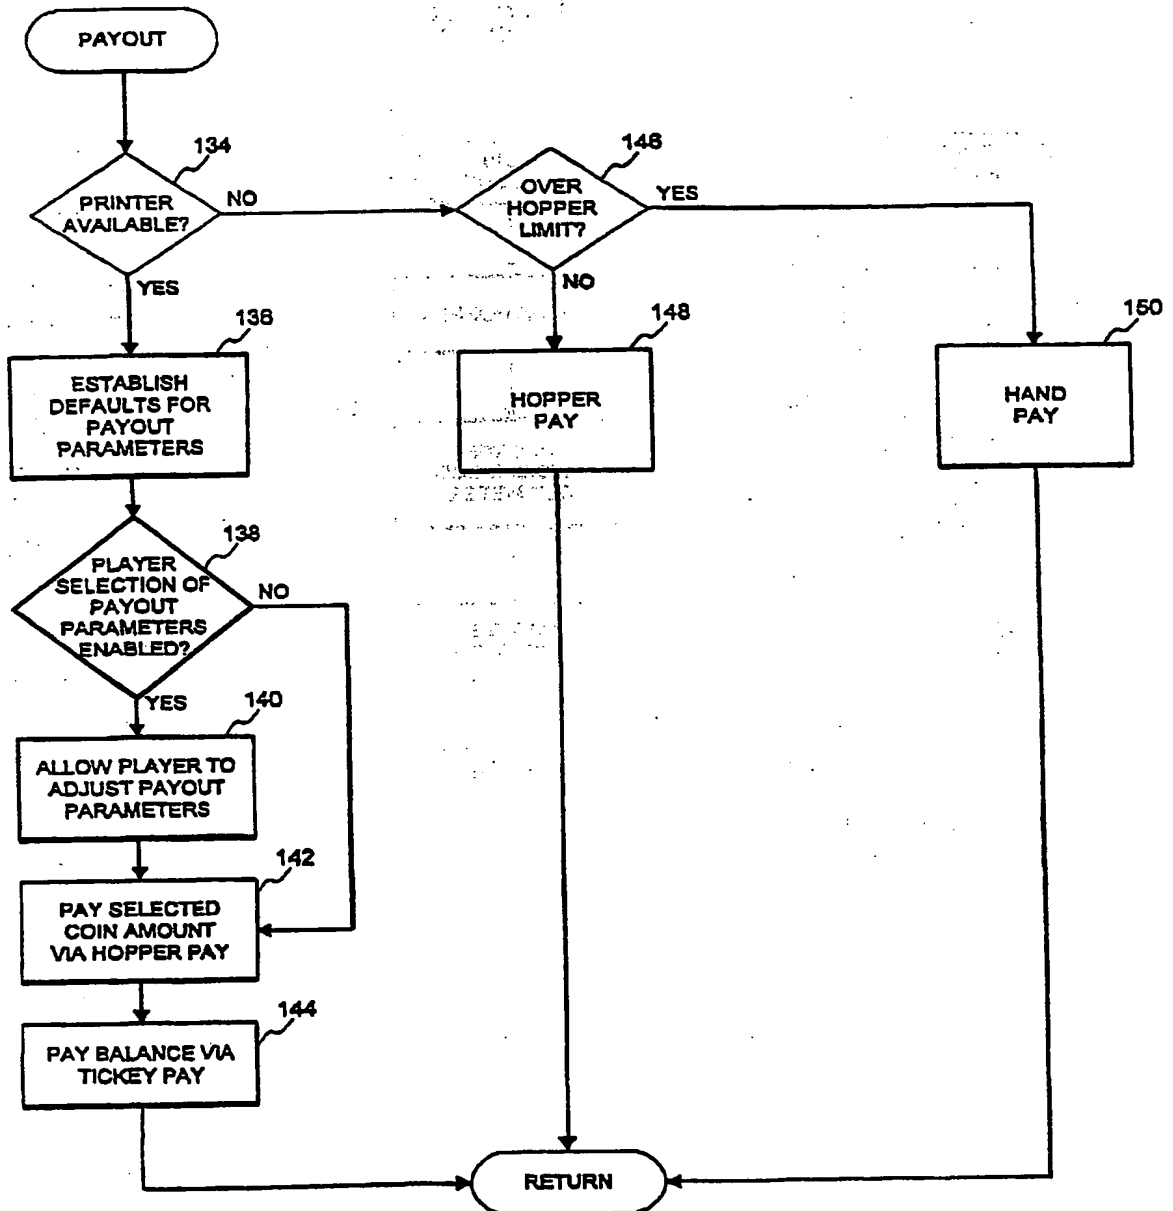 PAYOUT
134
PRINTER
AVAILABLE?
NO
YES
146
OVER
HOPPER
LIMIT?
YES
NO
136
ESTABLISH
DEFAULTS FOR
PAYOUT
PARAMETERS
148
HOPPER
PAY
150
HAND
PAY
138
PLAYER
SELECTION OF
PAYOUT
PARAMETERS
ENABLED?
NO
YES
140
ALLOW PLAYER TO
ADJUST PAYOUT
PARAMETERS
142
PAY SELECTED
COIN AMOUNT
VIA HOPPER PAY
144
PAY BALANCE VIA
TICKEY PAY
RETURN